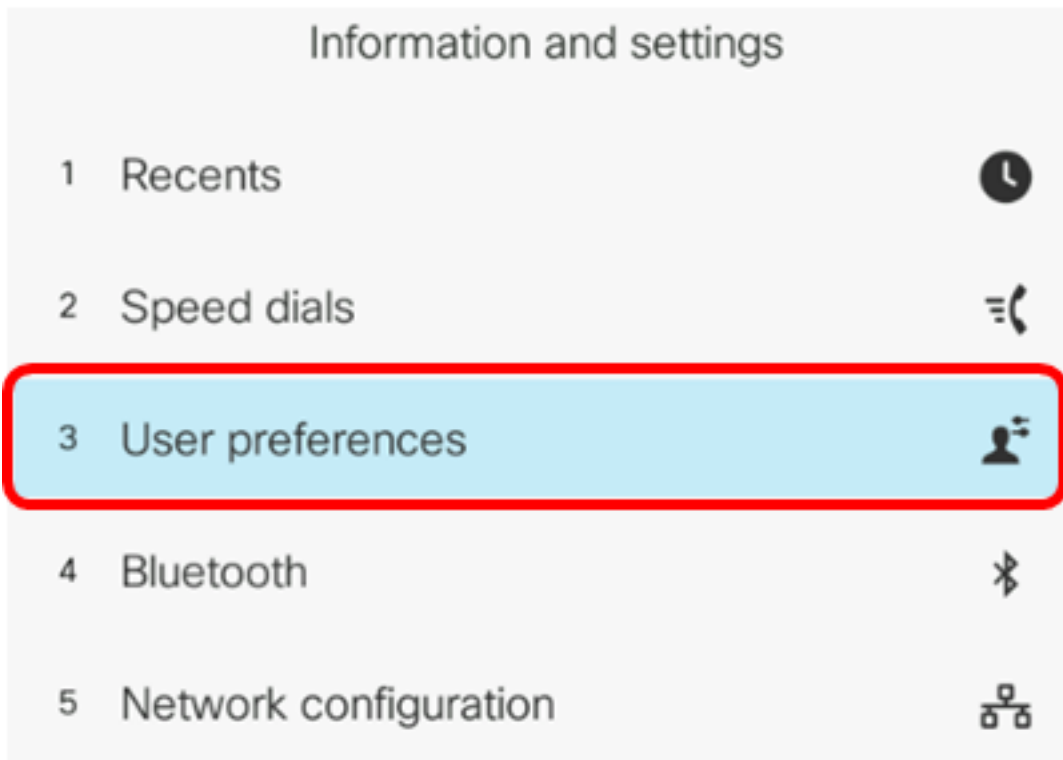 Information and settings
1 Recents
2 Speed dials
3 User preferences
4 Bluetooth
5 Network configuration